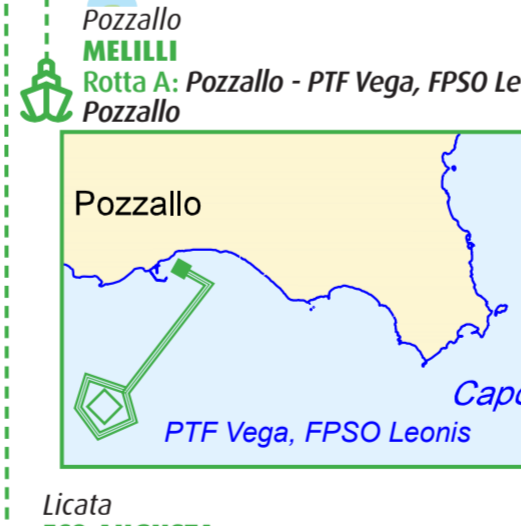 Pozzallo
MELILLI
Rotta A: Pozzallo - PTF Vega, FPSO Le
Pozzallo
Pozzallo
Capo
PTF Vega, FPSO Leonis
Licata